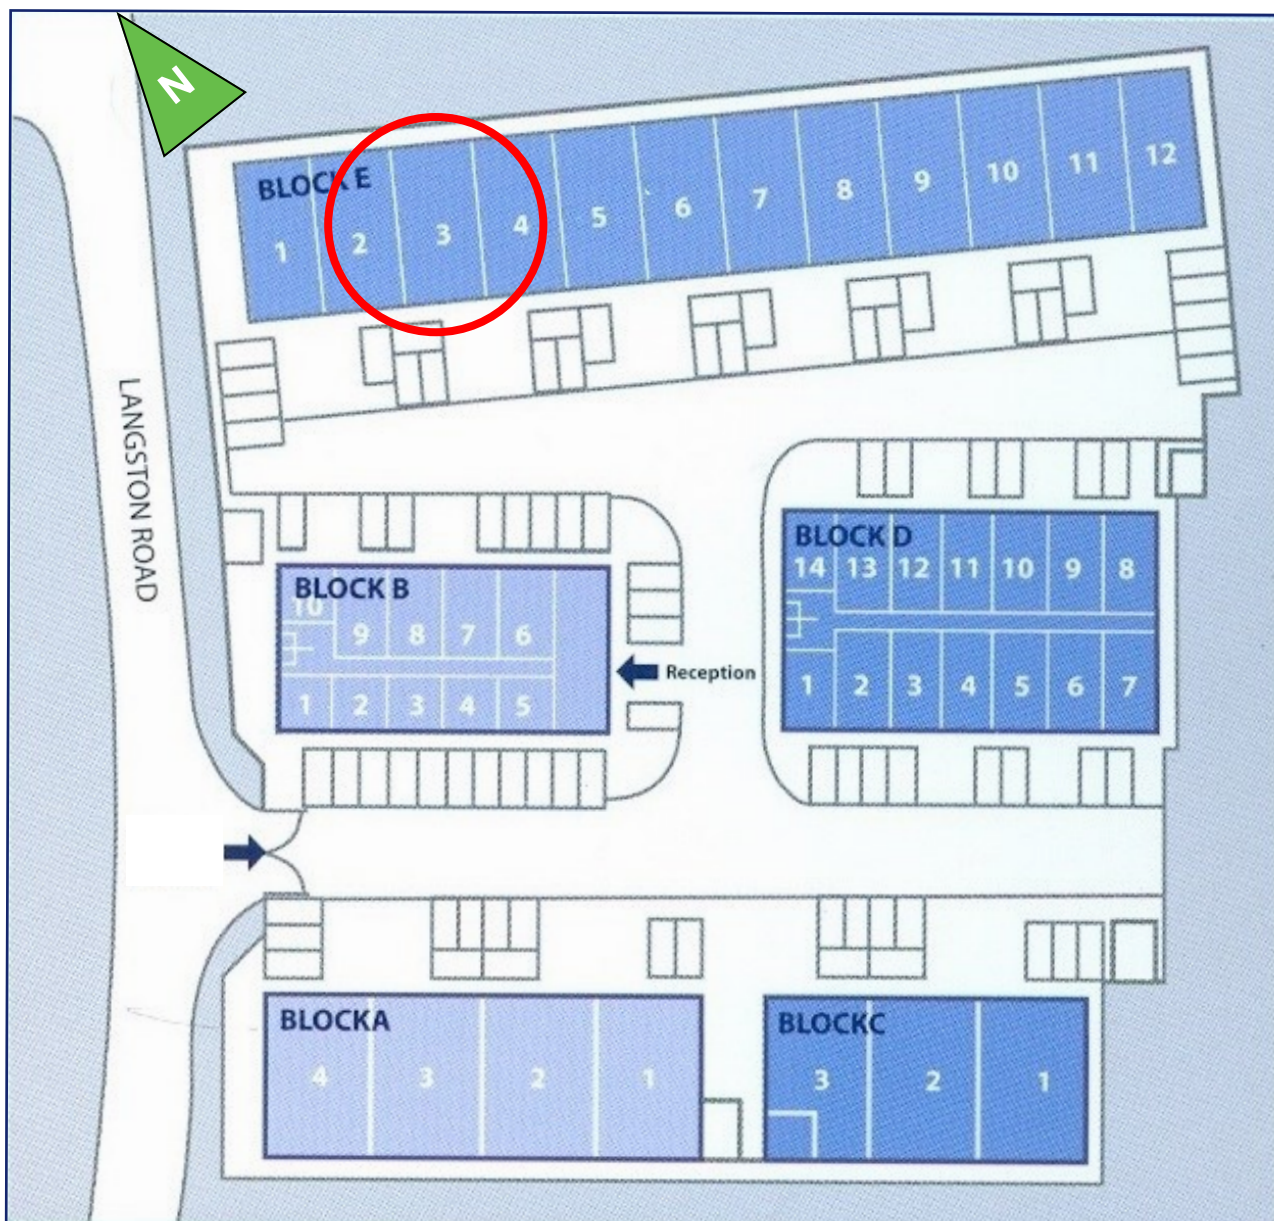 N
BLOCK E
1 2 3 4 5 6 7 8 9 10 11 12
LANGSTON ROAD
BLOCK B
10 9 8 7 6
1 2 3 4 5
Reception
BLOCK D
14 13 12 11 10 9 8
1 2 3 4 5 6 7
BLOCKA
4 3 2 1
BLOCKC
3 2 1